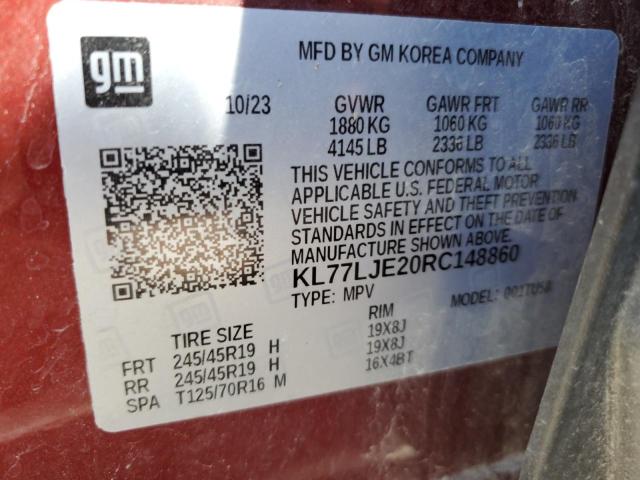 gm
MFD BY GM KOREA COMPANY
10/23 GVWR GAWR FRT GAWR RR
1880 KG 1060 KG 1060 KG
4145 LB 2336 LB 2336 LB
THIS VEHICLE CONFORMS TO ALL
APPLICABLE U.S. FEDERAL MOTOR
VEHICLE SAFETY AND THEFT PREVENTION
STANDARDS IN EFFECT ON THE DATE OF
MANUFACTURE SHOWN ABOVE.
KL77LJE20RC148860
TYPE: MPV MODEL:
TIRE SIZE RIM
FRT 245/45R19 H 19X8J
RR 245/45R19 H 19X8J
SPA T125/70R16 M 16X4BT